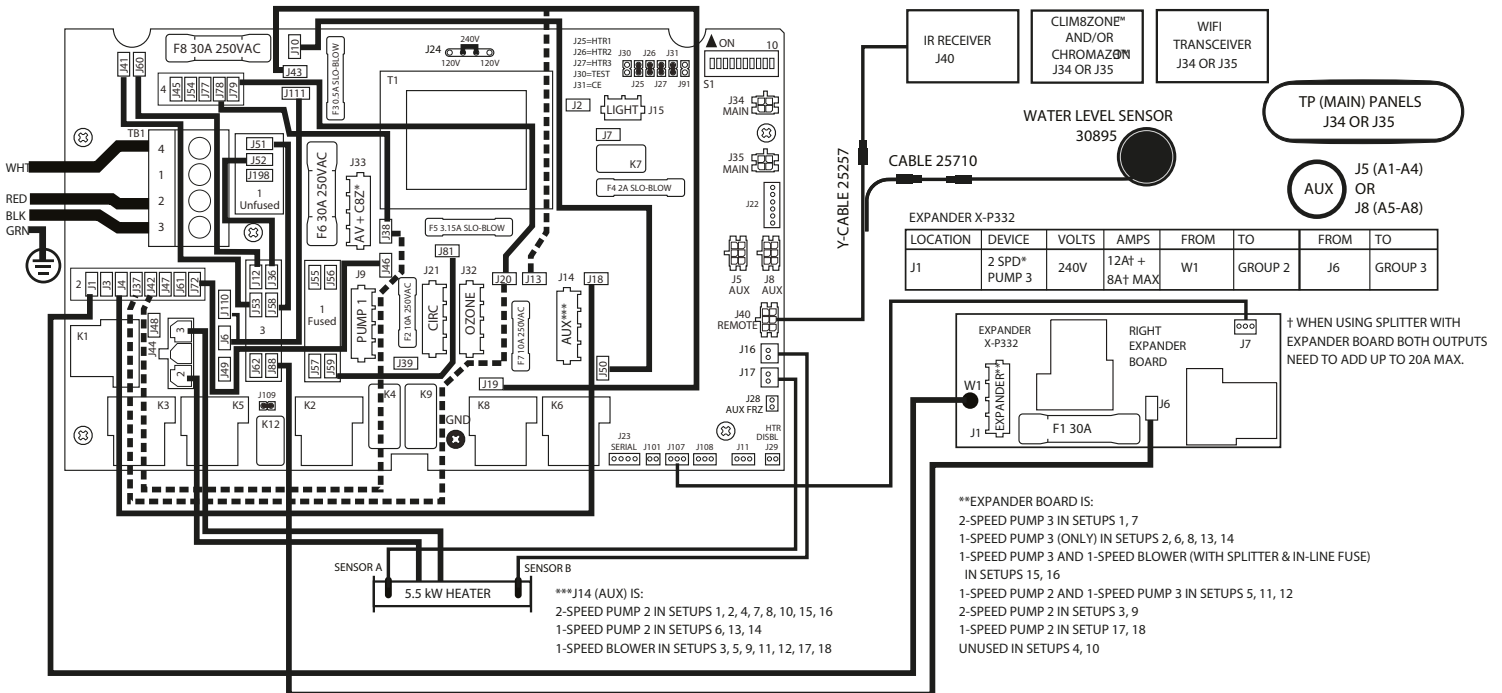 F8 30A 250VAC
J10
J41
J60
F3 0.5A SLO-BLOW
J43
J24
240V
120V
120V
J25=HTR1
J26=HTR2
J27=HTR3
J30=TEST
J31=CE
J30
J26
J31
J25
J27
J91
ON
10
S1
4
J45
J54
J77
J78
J79
J111
T1
J2
LIGHT
J15
J7
K7
F4 2A SLO-BLOW
J34
MAIN
J35
MAIN
J22
TB1
4
1
2
3
WHT
RED
BLK
GRN
J51
J52
J198
1
Unfused
F6 30A 250VAC
J33
AV + C8Z*
J38
J46
F5 3.15A SLO-BLOW
J81
J5
AUX
J8
AUX
J40
REMOTE
2
J1
J3
J4
J37
J42
J47
J61
J72
J110
J12
J36
J53
J58
3
J6
J49
J62
J88
J55
J56
1
Fused
J57
J59
J9
PUMP 1
F2 10A 250VAC
J21
CIRC
J32
OZONE
J39
J20
J13
F7 10A 250VAC
J14
AUX***
J18
J50
J19
K1
J48
J44
3
2
K3
K5
J109
K12
K2
K4
K9
GND
K8
K6
J16
J17
J28
AUX FRZ
HTR
DISBL
J29
J23
SERIAL
J101
J107
J108
J11
SENSOR A
SENSOR B
5.5 kW HEATER
***J14 (AUX) IS:
2-SPEED PUMP 2 IN SETUPS 1, 2, 4, 7, 8, 10, 15, 16
1-SPEED PUMP 2 IN SETUPS 6, 13, 14
1-SPEED BLOWER IN SETUPS 3, 5, 9, 11, 12, 17, 18
IR RECEIVER
J40
CLIM8ZONE™
AND/OR
J34 OR J35
WIFI
TRANSCEIVER
J34 OR J35
TP (MAIN) PANELS
J34 OR J35
WATER LEVEL SENSOR
30895
Y-CABLE 25257
CABLE 25710
AUX
J5 (A1-A4)
OR
J8 (A5-A8)
EXPANDER X-P332
LOCATION DEVICE VOLTS AMPS FROM TO FROM TO
J1 2 SPD* PUMP 3 240V 12A† + 8A† MAX W1 GROUP 2 J6 GROUP 3
EXPANDER
X-P332
RIGHT
EXPANDER
BOARD
J7
W1
EXPANDER**
J1
F1 30A
J6
† WHEN USING SPLITTER WITH
EXPANDER BOARD BOTH OUTPUTS
NEED TO ADD UP TO 20A MAX.
**EXPANDER BOARD IS:
2-SPEED PUMP 3 IN SETUPS 1, 7
1-SPEED PUMP 3 (ONLY) IN SETUPS 2, 6, 8, 13, 14
1-SPEED PUMP 3 AND 1-SPEED BLOWER (WITH SPLITTER & IN-LINE FUSE)
IN SETUPS 15, 16
1-SPEED PUMP 2 AND 1-SPEED PUMP 3 IN SETUPS 5, 11, 12
2-SPEED PUMP 2 IN SETUPS 3, 9
1-SPEED PUMP 2 IN SETUP 17, 18
UNUSED IN SETUPS 4, 10